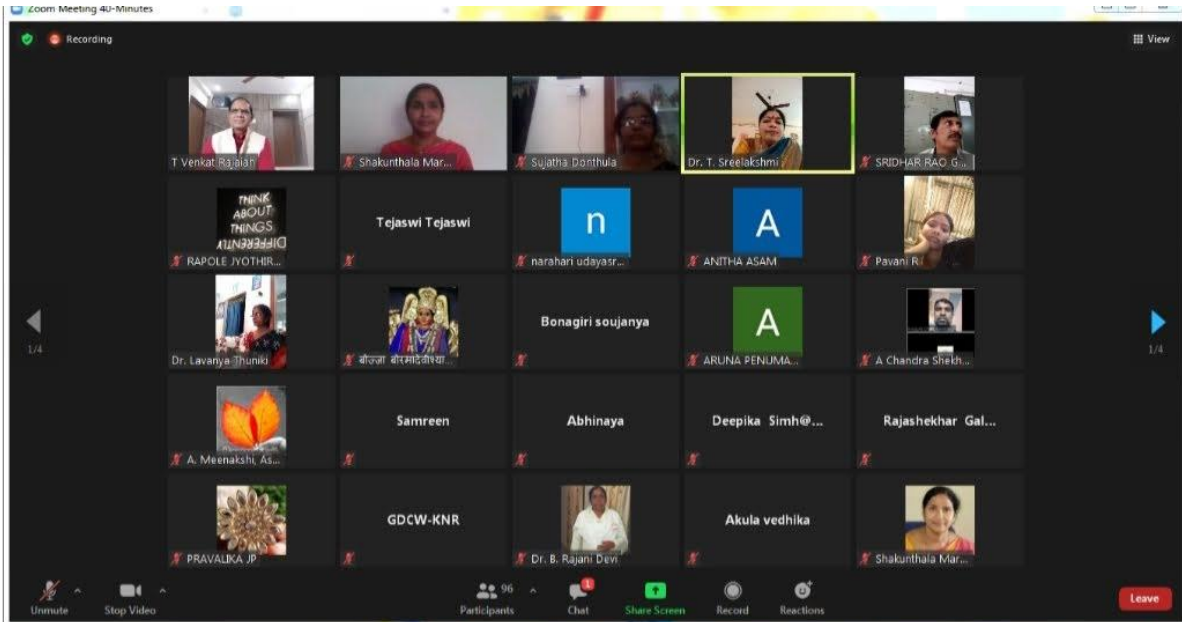 Zoom Meeting 40-Minutes
Recording
View
T Venkat Rajaiah
Shakunthala Mar...
Sujatha Donthula
Dr. T. Sreelakshmi
SRIDHAR RAO G...
THINK
ABOUT
THINGS
DIFFERENTLY
RAPOLE JYOTHIR...
Tejaswi Tejaswi
n
narahari udayasr...
A
ANITHA ASAM
Pavani R
1/4
Dr. Lavanya Thuniki
Bonagiri soujanya
A
ARUNA PENUMA...
A Chandra Shekh...
1/4
A. Meenakshi, As...
Samreen
Abhinaya
Deepika Simh@...
Rajashekhar Gal...
PRAVALIKA JP
GDCW-KNR
Dr. B. Rajani Devi
Akula vedhika
Shakunthala Mar...
Unmute
Stop Video
96
Participants
1
Chat
Share Screen
Record
Reactions
Leave